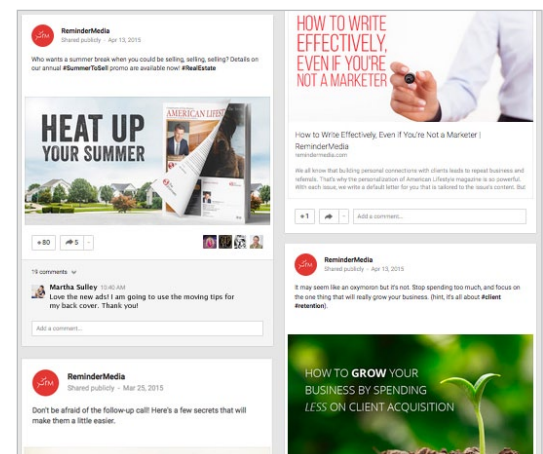 ReminderMedia
Shared publicly - Apr 13, 2015
Who wants a summer break when you could be selling, selling, selling? Details on
our annual #SummerToSell promo are available now! #RealEstate
HEAT UP
YOUR SUMMER
AMERICAN LIFEST
+80
5
19 comments
Martha Sulley 10:40 AM
Love the new ads! I am going to use the moving tips for
my back cover. Thank you!
Add a comment...
ReminderMedia
Shared publicly - Mar 25, 2015
Don't be afraid of the follow-up call! Here's a few secrets that will
make them a little easier.
HOW TO WRITE
EFFECTIVELY,
EVEN IF YOU'RE
NOT A MARKETER
How to Write Effectively, Even If You're Not a Marketer |
ReminderMedia
remindermedia.com
We all know that building personal connections with clients leads to repeat business and
referrals. That's why the personalization of American Lifestyle magazine is so powerful.
With each issue, we write a default letter for you that is tailored to the issue's content. But
+1
Add a comment...
ReminderMedia
Shared publicly - Apr 13, 2015
It may seem like an oxymoron but it's not. Stop spending too much, and focus on
the one thing that will really grow your business. (hint, it's all about #client
#retention).
HOW TO GROW YOUR
BUSINESS BY SPENDING
LESS ON CLIENT ACQUISITION